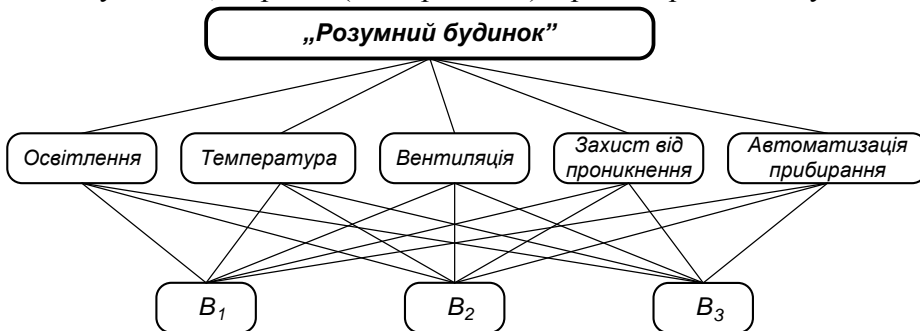 „Розумний будинок”
Освітлення
Температура
Вентиляція
Захист від
проникнення
Автоматизація
прибирання
B1
B2
B3